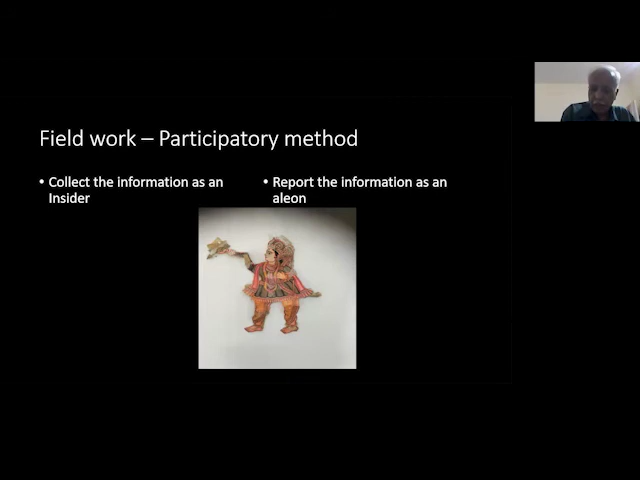 Field work – Participatory method
• Collect the information as an
Insider
• Report the information as an
aleon